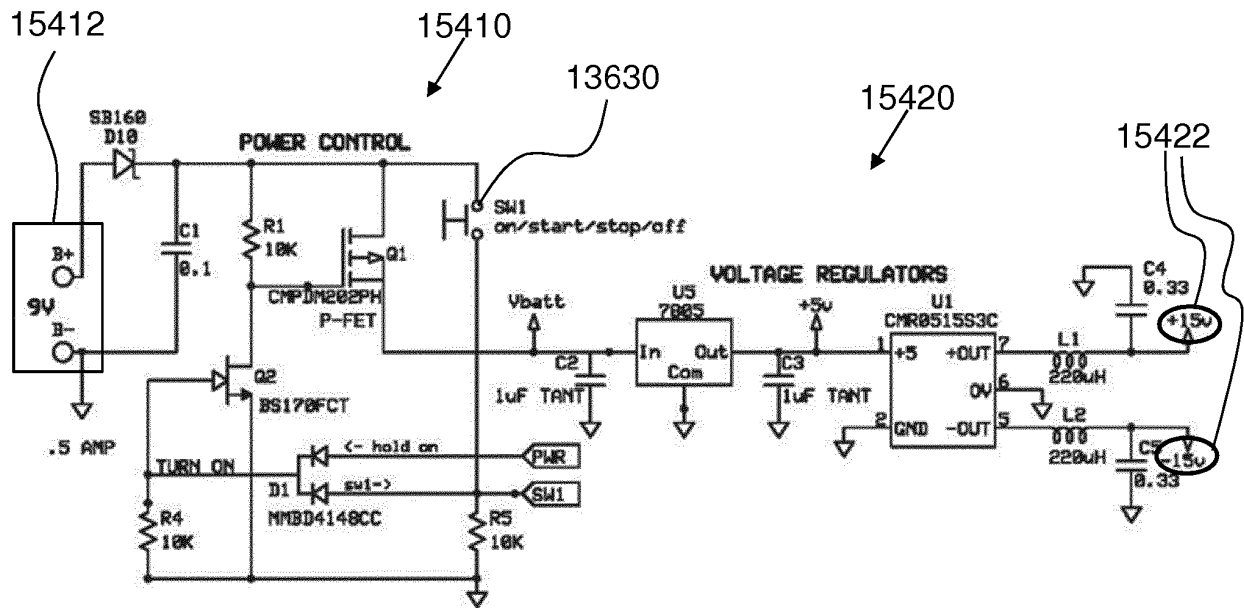 15412
15410
13630
15420
15422
SB160
D10
POWER CONTROL
SW1
on/start/stop/off
R1
10K
C1
0.1
Q1
CMPDM202PH
P-FET
B+
9V
B-
VOLTAGE REGULATORS
Vbatt
U5
7805
+5v
U1
CMR0515S3C
C4
0.33
+15v
In
Out
Com
1
+5
+OUT
7
L1
220uH
C2
1uF TANT
C3
1uF TANT
0V
6
2
GND
-OUT
5
L2
220uH
C5
0.33
-15v
Q2
BS170FCT
.5 AMP
TURN ON
<- hold on
PWR
D1
sw1->
SW1
MMBD4148CC
R4
10K
R5
10K